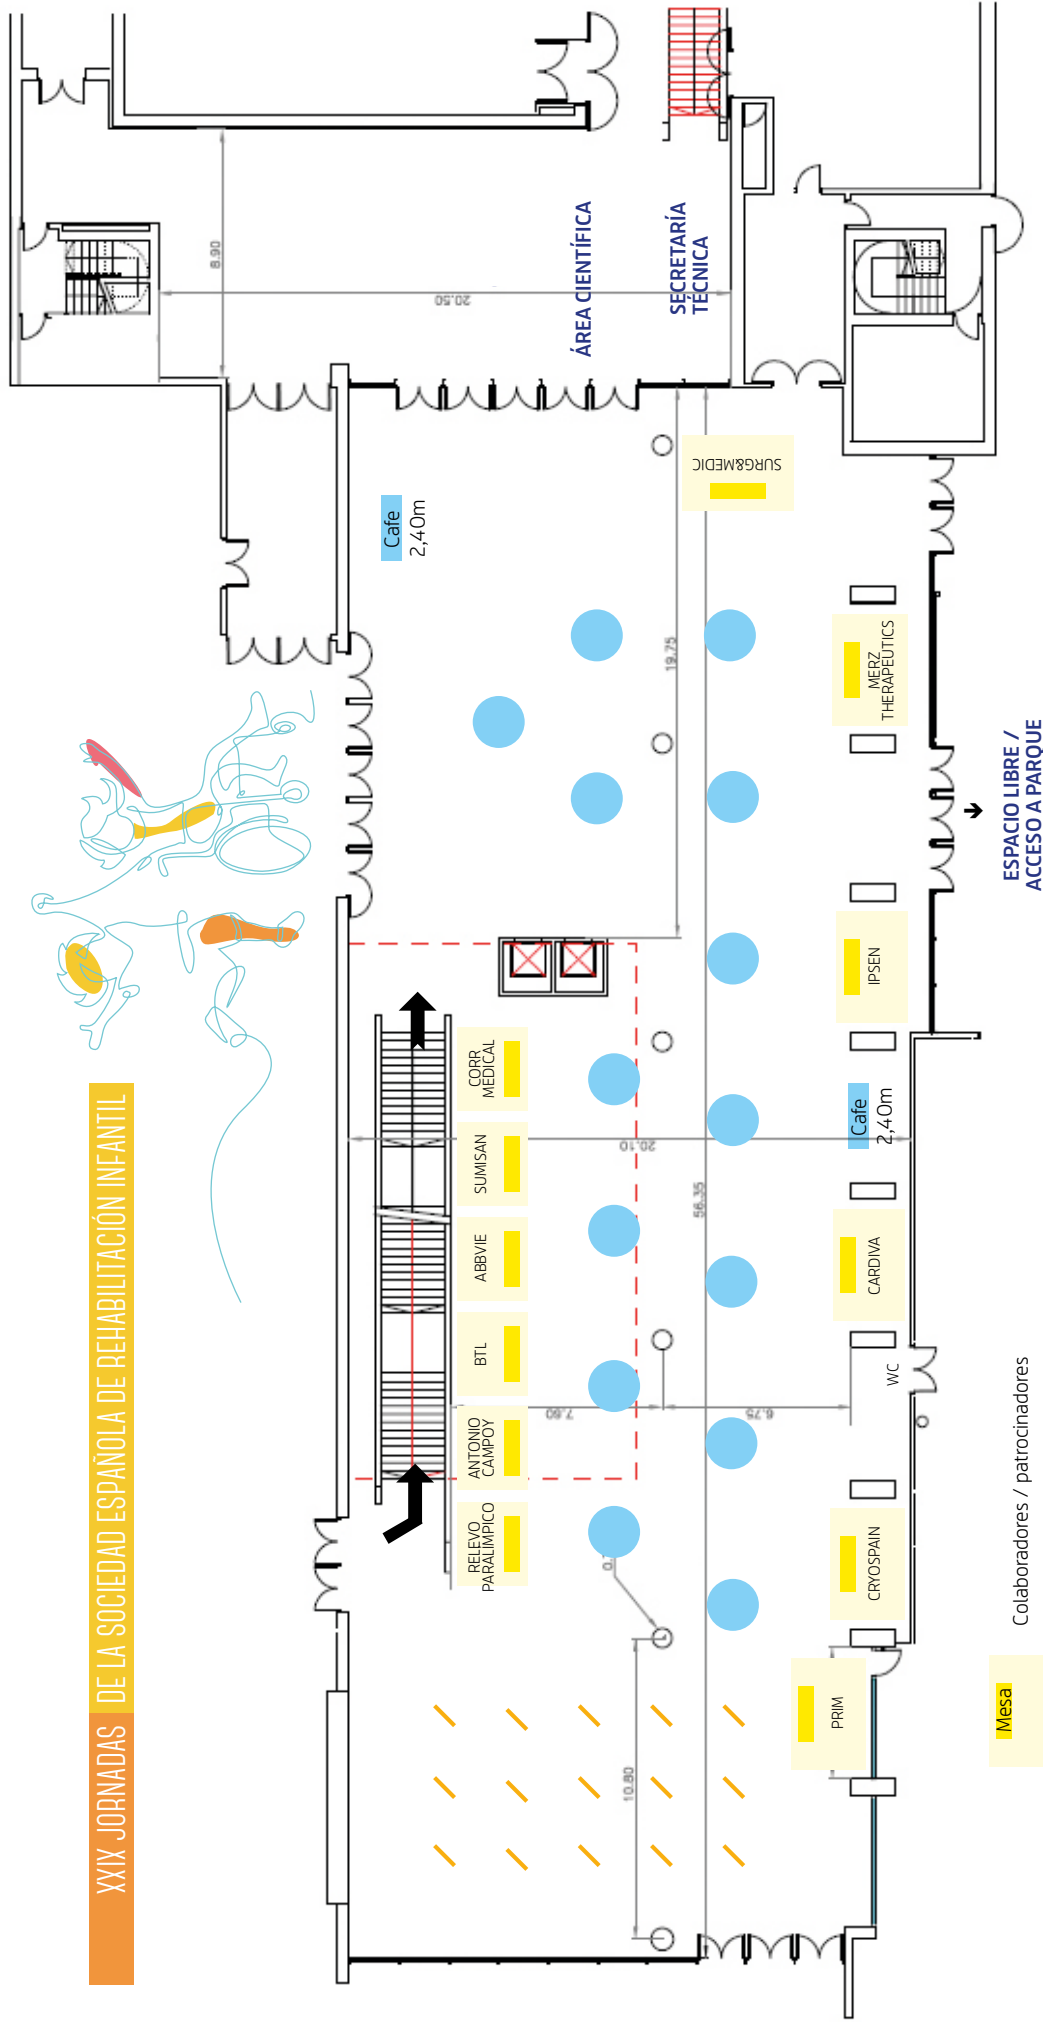 XXIX JORNADAS DE LA SOCIEDAD ESPAÑOLA DE REHABILITACIÓN INFANTIL
8.90
20.50
ÁREA CIENTÍFICA
SECRETARÍA
TÉCNICA
Cafe
2,40m
SURG&MEDIC
19.75
MERZ
THERAPEUTICS
ESPACIO LIBRE /
ACCESO A PARQUE
IPSEN
CORR
MEDICAL
SUMISAN
ABBVIE
BTL
ANTONIO
CAMPOY
RELEVO
PARALIMPICO
20.10
56.35
Cafe
2,40m
CARDIVA
WC
7.60
6.75
CRYOSPAIN
PRIM
10.80
Mesa
Colaboradores / patrocinadores